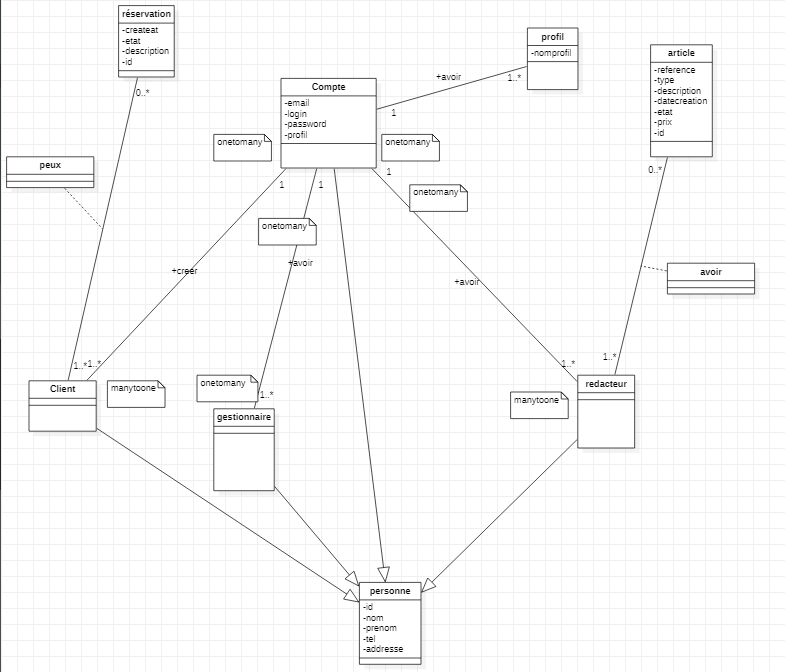 réservation
-createat
-etat
-description
-id
0..*
peux
Compte
-email
-login
-password
-profil
onetomany
onetomany
+avoir
1
1..*
profil
-nomprofil
article
-reference
-type
-description
-datecreation
-etat
-prix
-id
0..*
1
1
1
onetomany
onetomany
+creer
+avoir
+avoir
avoir
1..*
1..*
1..*
1..*
1..*
Client
manytoone
onetomany
gestionnaire
manytoone
redacteur
personne
-id
-nom
-prenom
-tel
-addresse